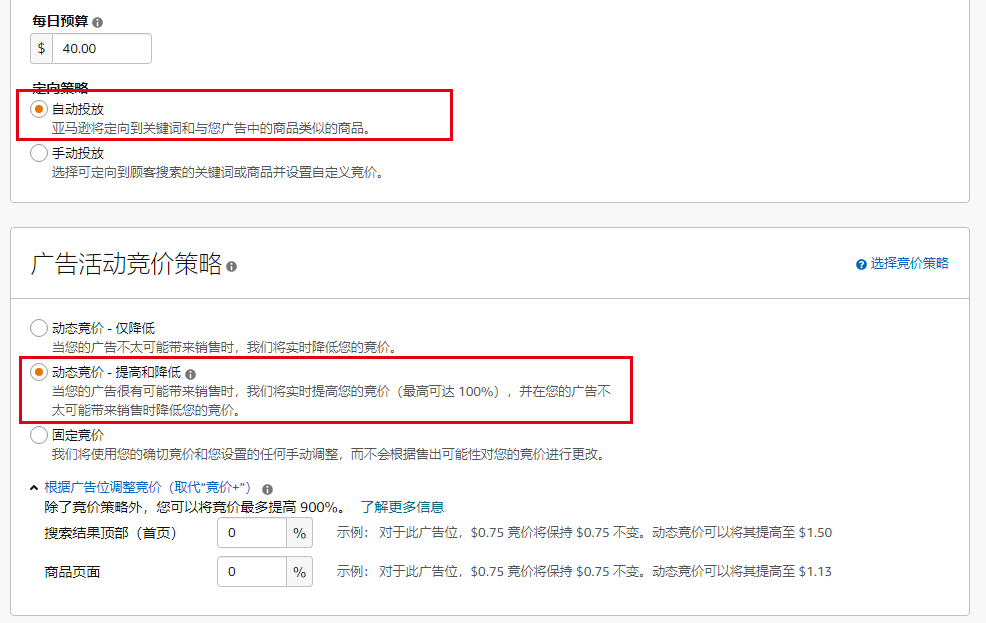 每日预算
$ 40.00
定向策略
自动投放
亚马逊将定向到关键词和与您广告中的商品类似的商品。
手动投放
选择可定向到顾客搜索的关键词或商品并设置自定义竞价。
广告活动竞价策略
选择竞价策略
动态竞价 - 仅降低
当您的广告不太可能带来销售时，我们将实时降低您的竞价。
动态竞价 - 提高和降低
当您的广告很有可能带来销售时，我们将实时提高您的竞价（最高可达 100%），并在您的广告不
太可能带来销售时降低您的竞价。
固定竞价
我们将使用您的确切竞价和您设置的任何手动调整，而不会根据售出可能性对您的竞价进行更改。
根据广告位调整竞价（取代“竞价+”）
除了竞价策略外，您可以将竞价最多提高 900%。 了解更多信息
搜索结果顶部（首页） 0 % 示例： 对于此广告位，$0.75 竞价将保持 $0.75 不变。动态竞价可以将其提高至 $1.50
商品页面 0 % 示例： 对于此广告位，$0.75 竞价将保持 $0.75 不变。动态竞价可以将其提高至 $1.13